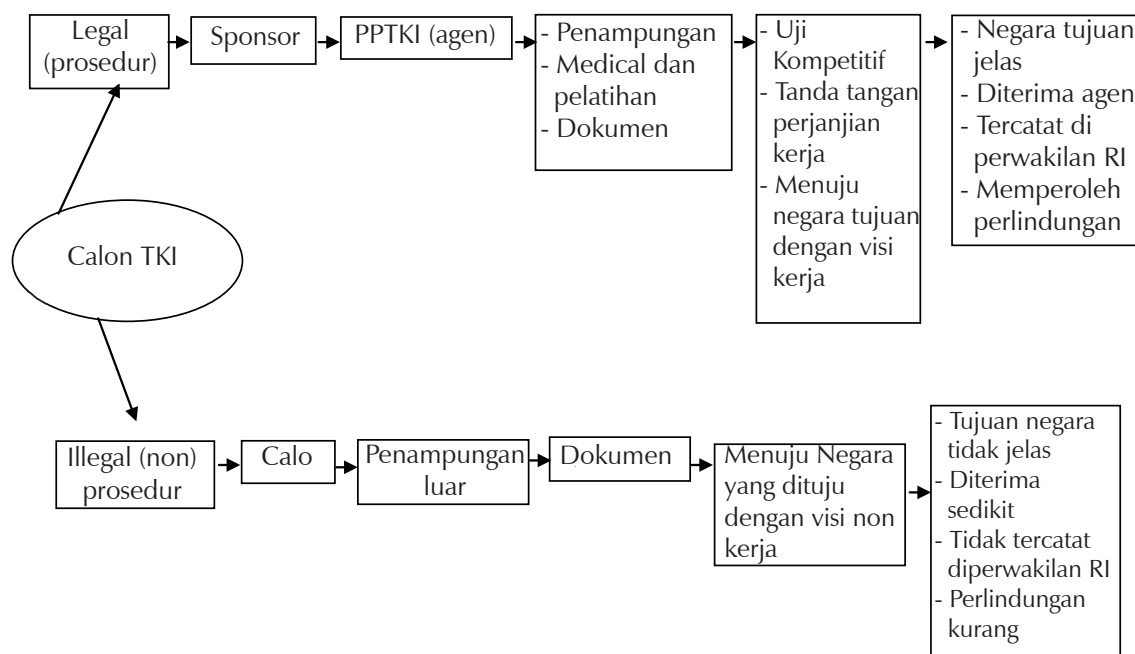 Legal
(prosedur)
Sponsor
PPTKI (agen)
- Penampungan
- Medical dan
pelatihan
- Dokumen
- Uji
Kompetitif
- Tanda tangan
perjanjian
kerja
- Menuju
negara tujuan
dengan visi
kerja
- Negara tujuan
jelas
- Diterima agen
- Tercatat di
perwakilan RI
- Memperoleh
perlindungan
Calon TKI
Illegal (non)
prosedur
Calo
Penampungan
luar
Dokumen
Menuju Negara
yang dituju
dengan visi non
kerja
- Tujuan negara
tidak jelas
- Diterima
sedikit
- Tidak tercatat
diperwakilan RI
- Perlindungan
kurang